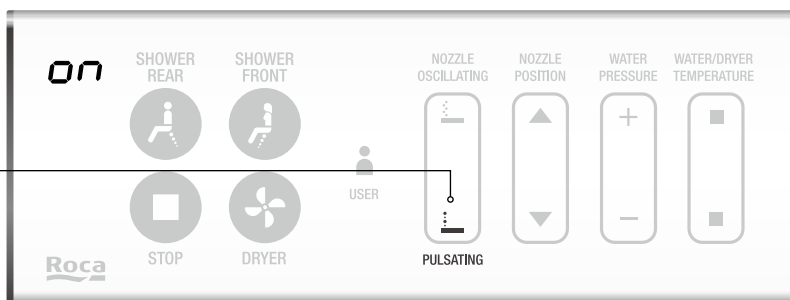 on
SHOWER
REAR
SHOWER
FRONT
NOZZLE
OSCILLATING
NOZZLE
POSITION
WATER
PRESSURE
WATER/DRYER
TEMPERATURE
USER
STOP
DRYER
PULSATING
Roca